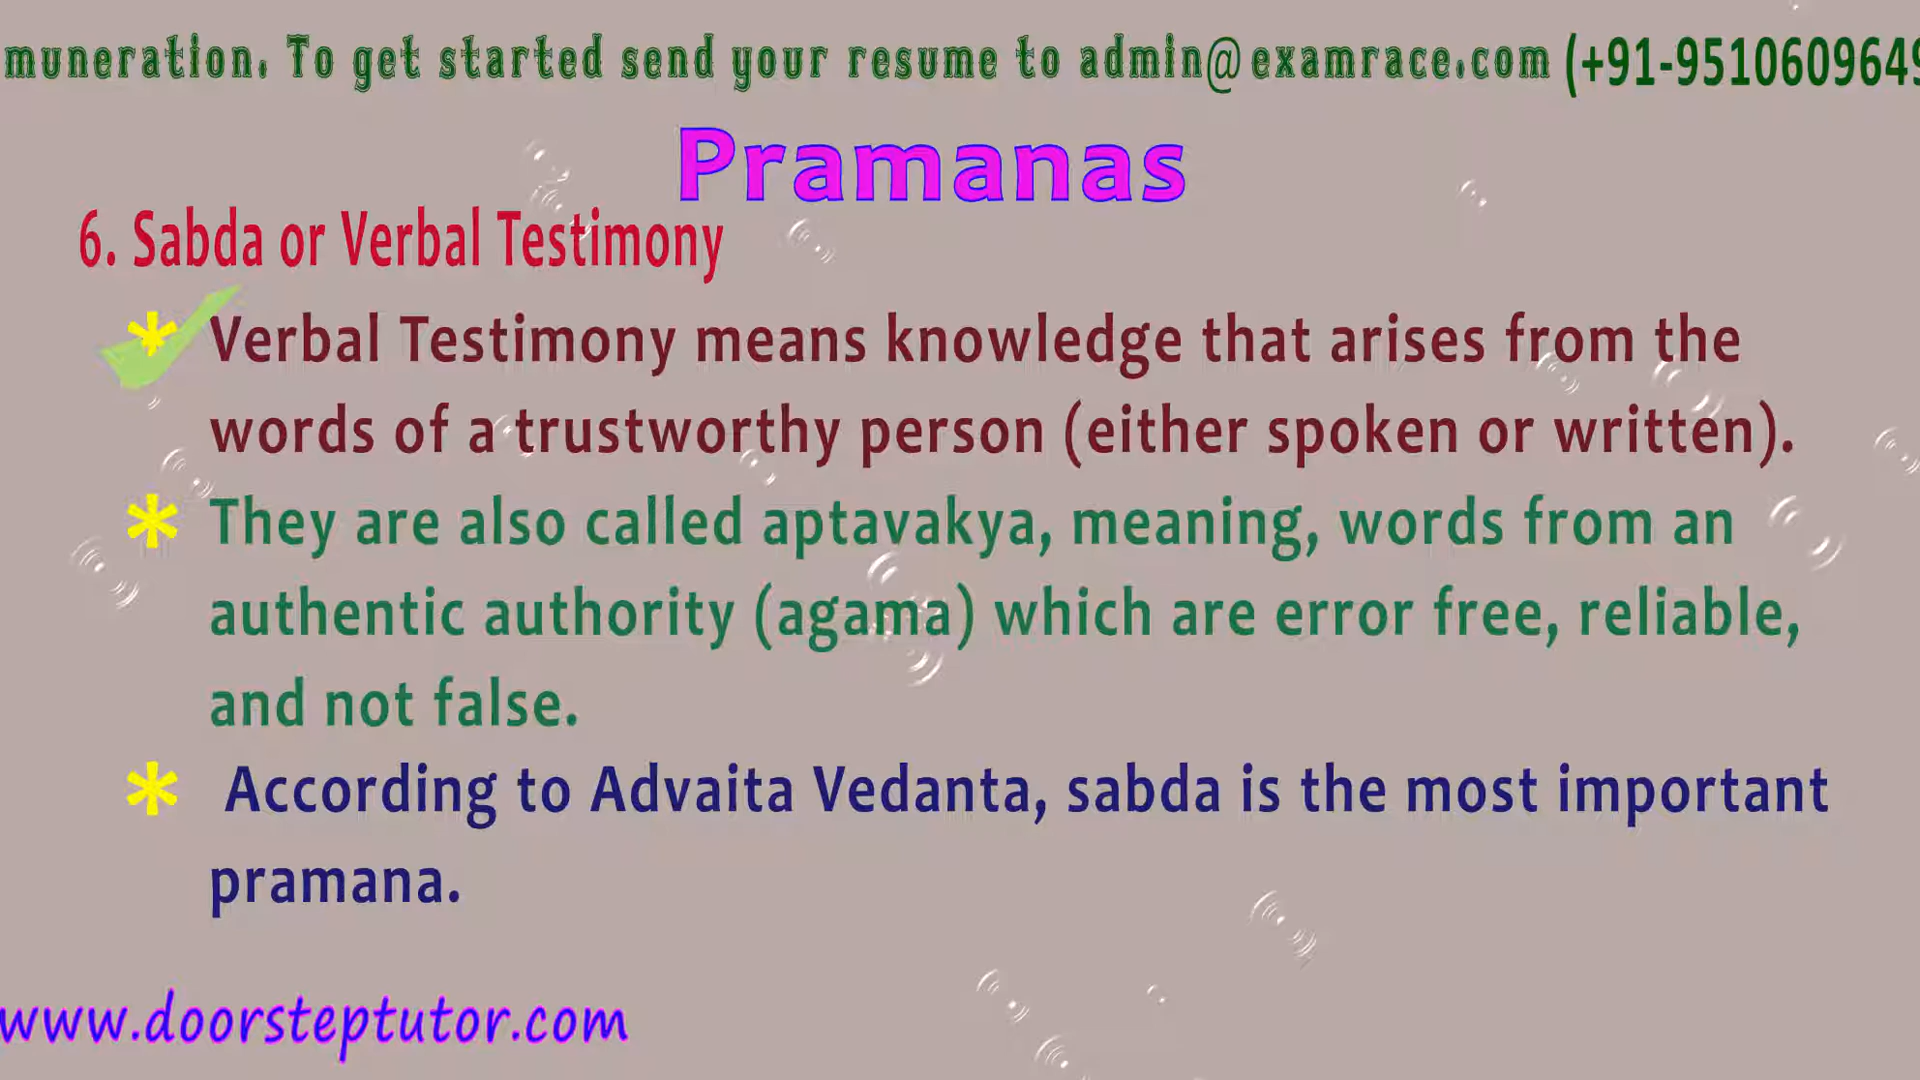 muneration. To get started send your resume to admin@examrace.com (+91-9510609649
Pramanas
6. Sabda or Verbal Testimony
* Verbal Testimony means knowledge that arises from the
words of a trustworthy person (either spoken or written).
* They are also called aptavakya, meaning, words from an
authentic authority (agama) which are error free, reliable,
and not false.
* According to Advaita Vedanta, sabda is the most important
pramana.
www.doorsteptutor.com